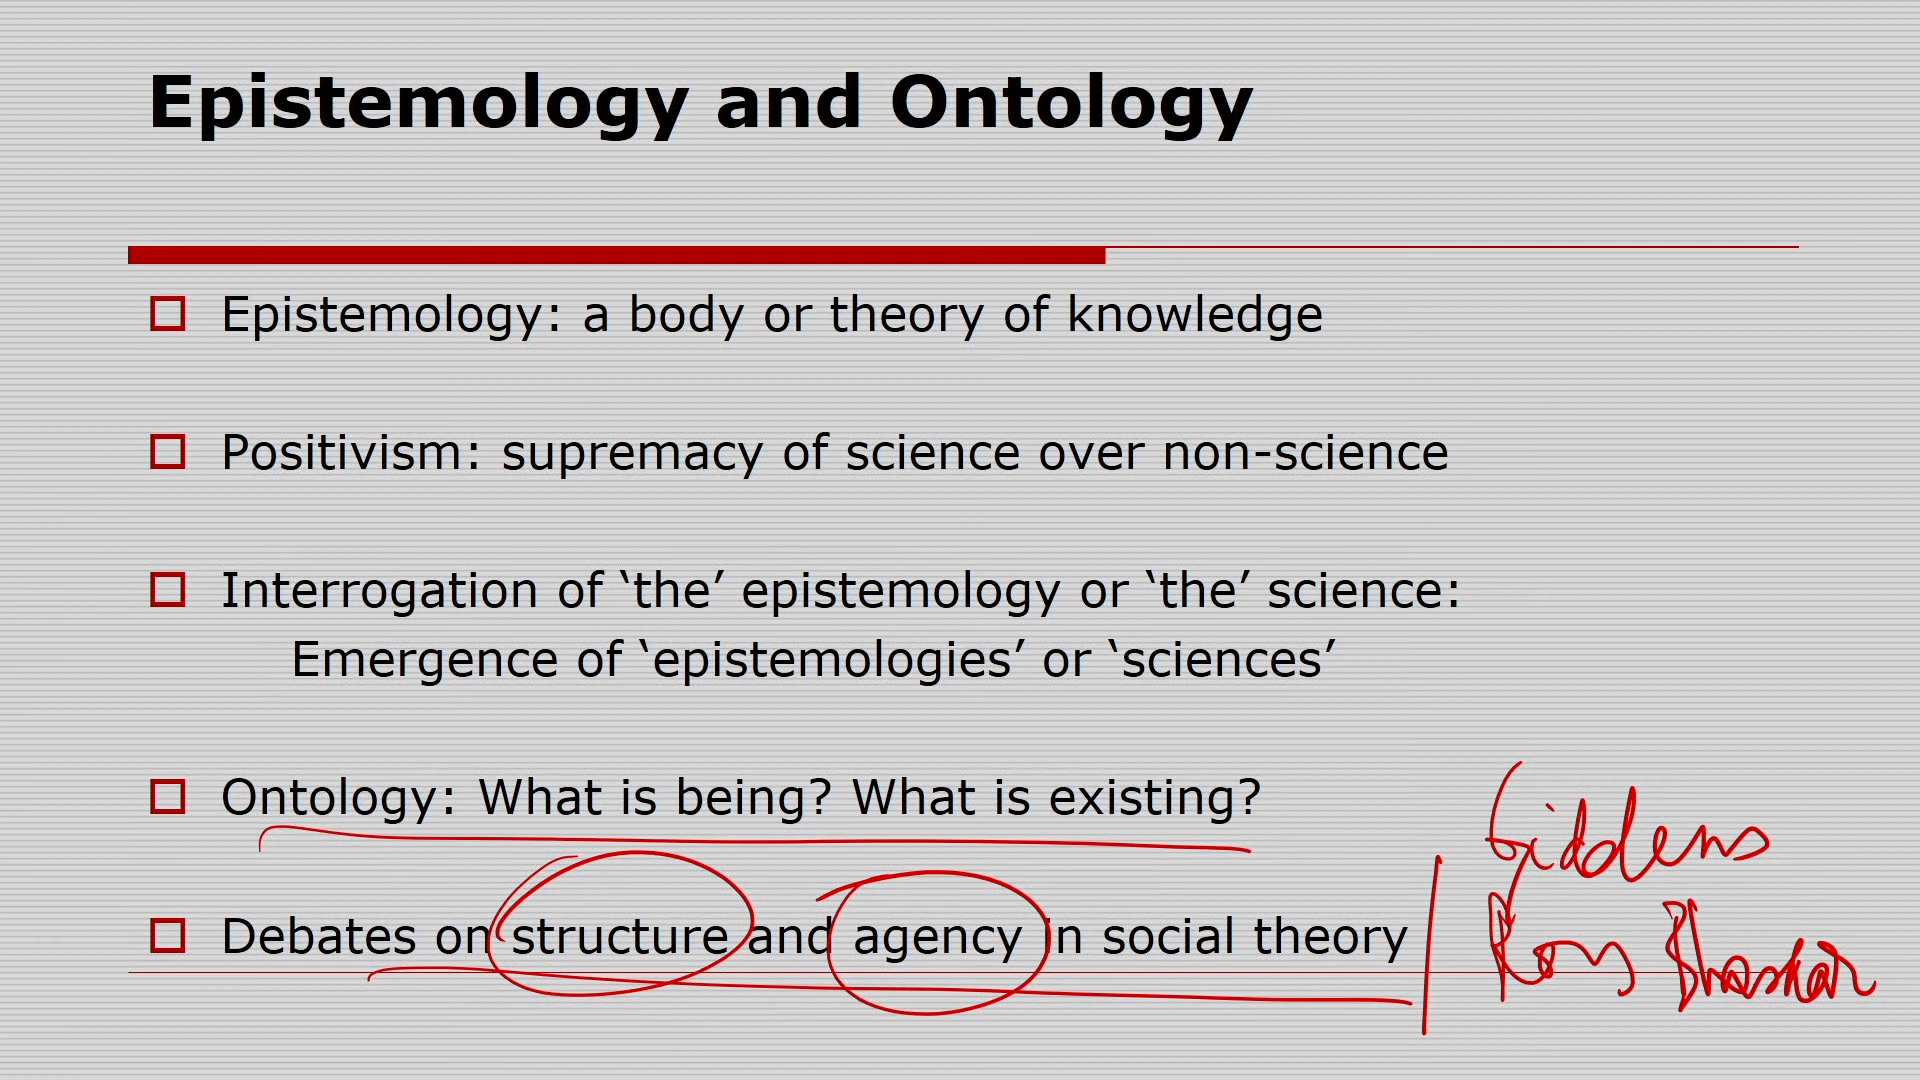 Epistemology and Ontology
Epistemology: a body or theory of knowledge
Positivism: supremacy of science over non-science
Interrogation of ‘the’ epistemology or ‘the’ science:
Emergence of ‘epistemologies’ or ‘sciences’
Ontology: What is being? What is existing?
Giddens
Debates on structure and agency in social theory
Roy Bhaskar